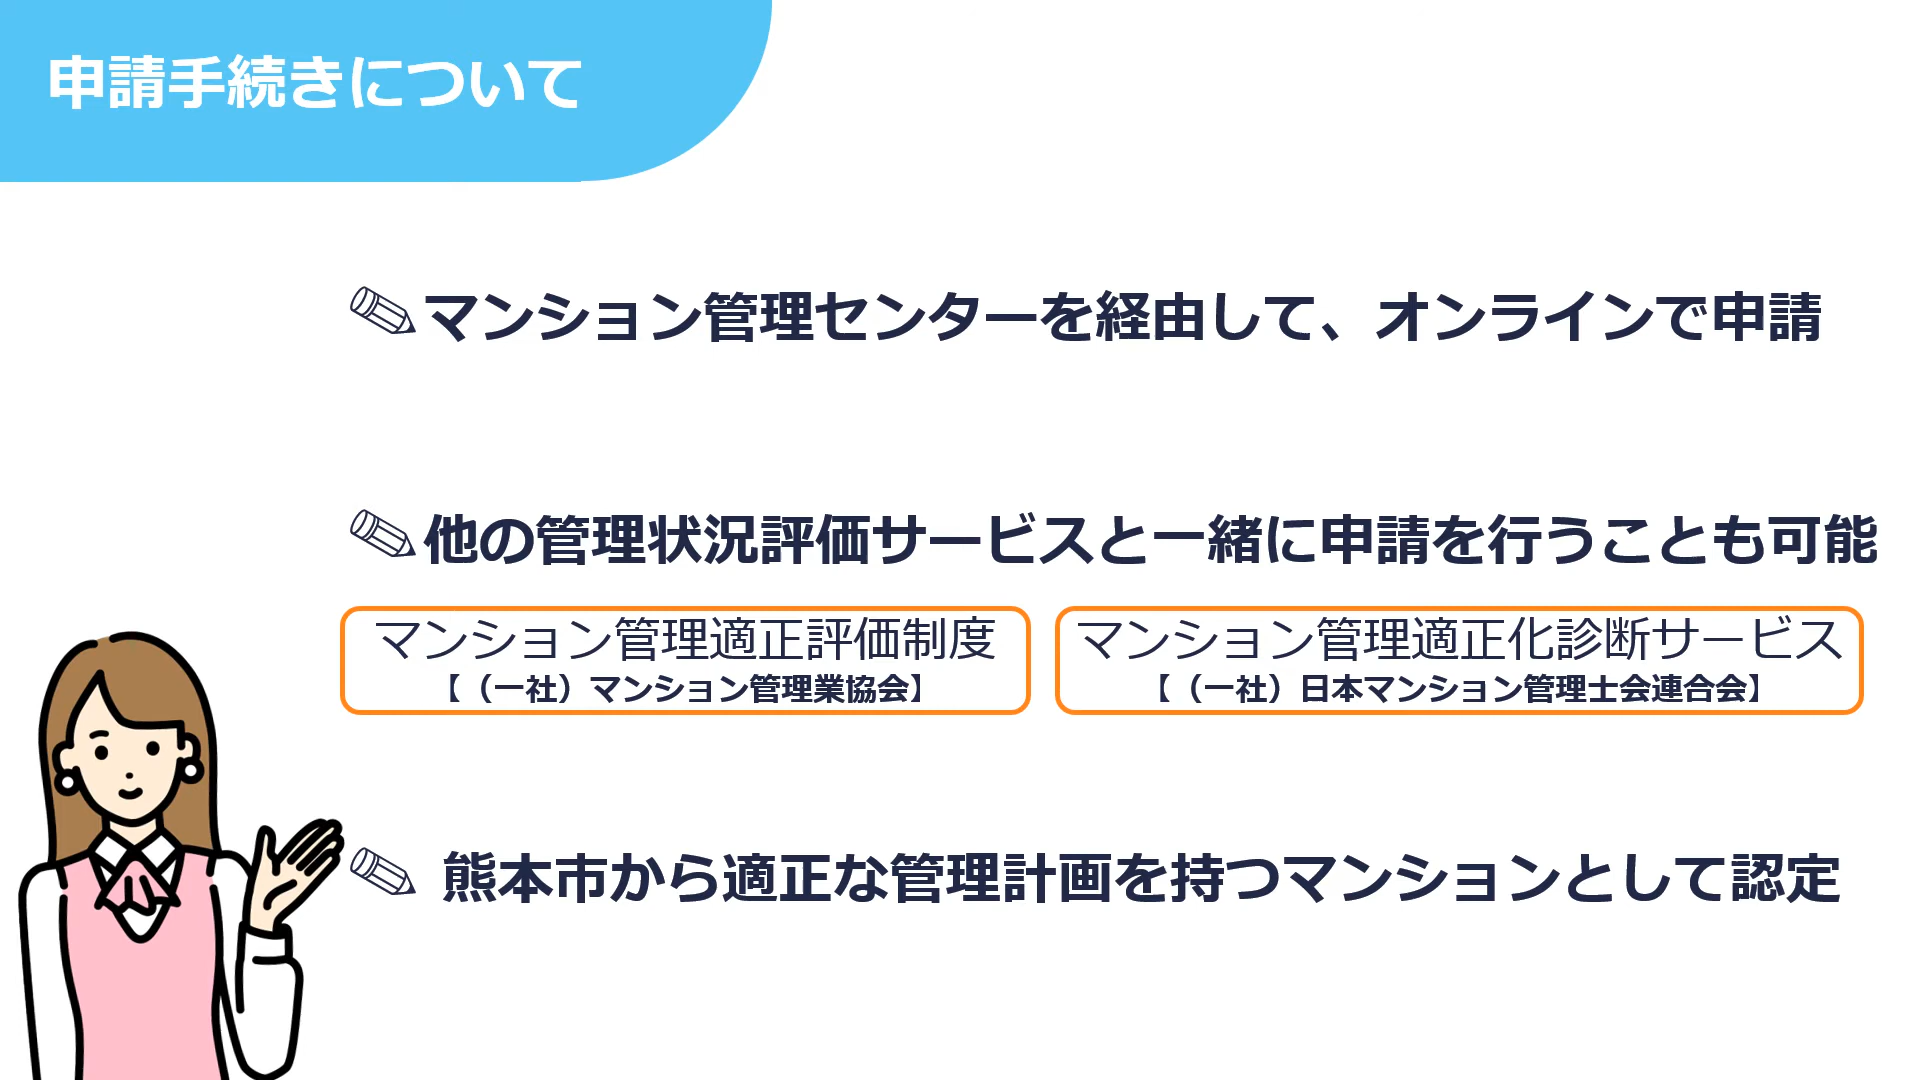 申請手続きについて
マンション管理センターを経由して、オンラインで申請
他の管理状況評価サービスと一緒に申請を行うことも可能
マンション管理適正評価制度
【（一社）マンション管理業協会】
マンション管理適正化診断サービス
【（一社）日本マンション管理士会連合会】
熊本市から適正な管理計画を持つマンションとして認定